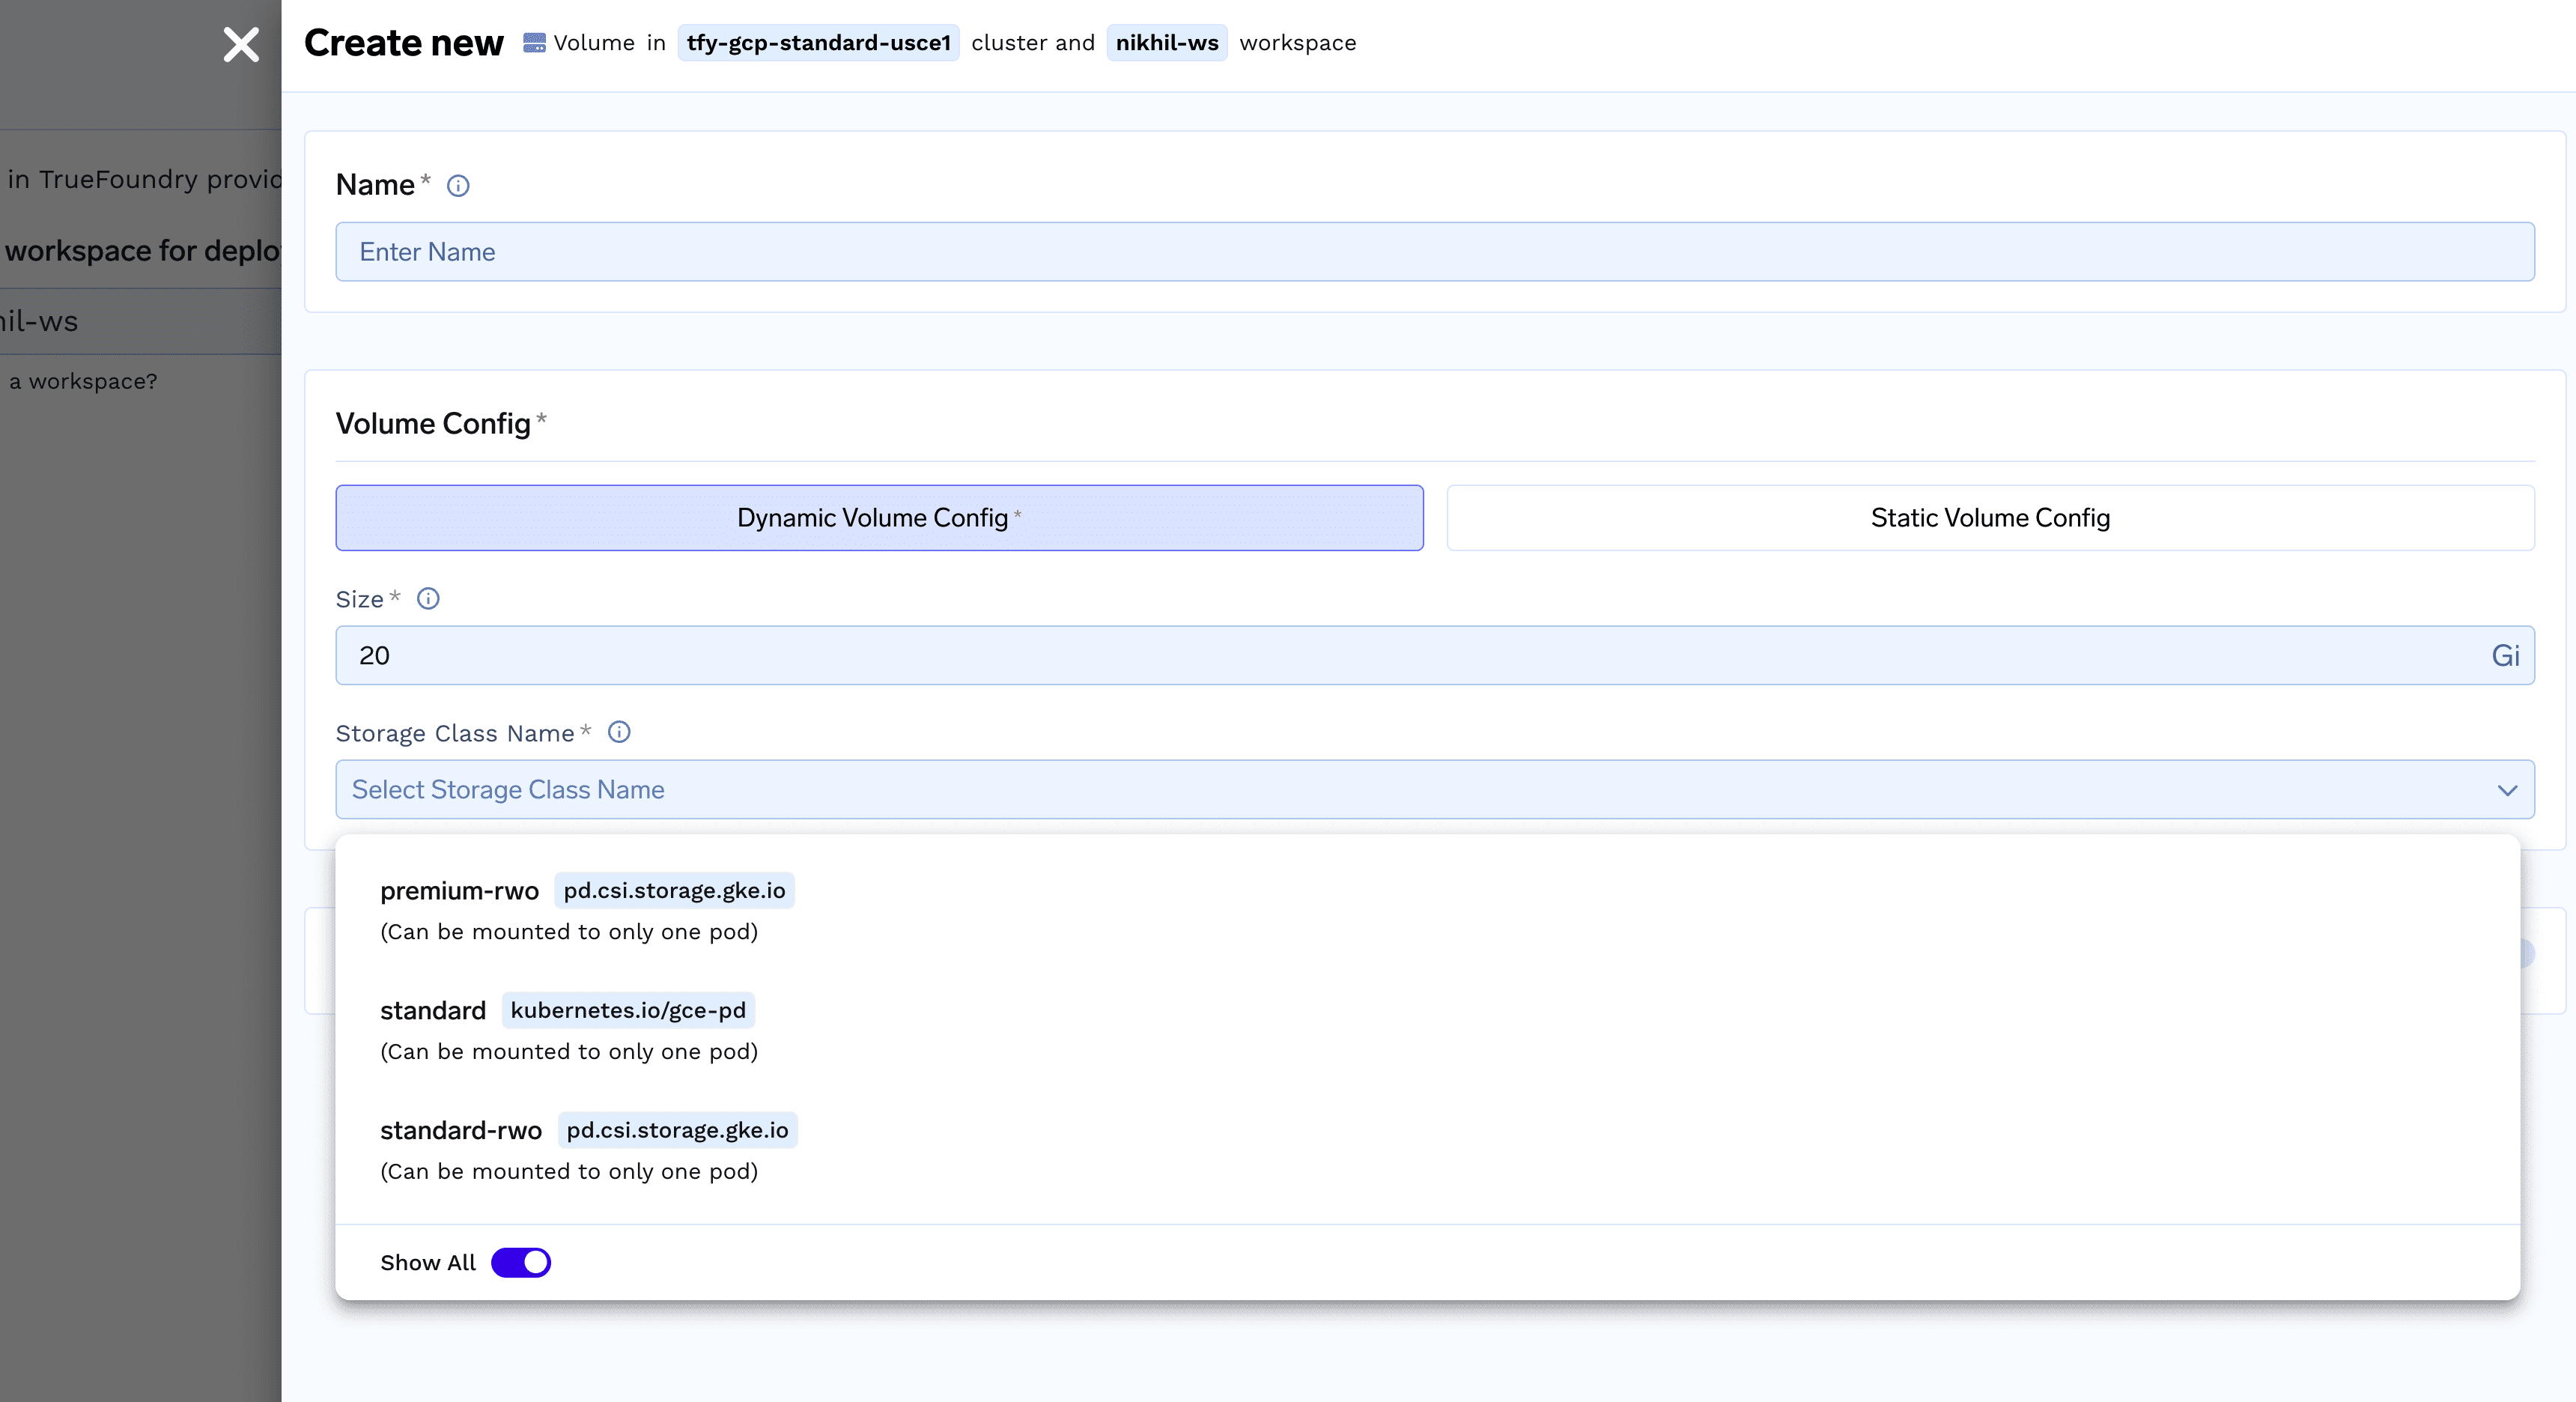 Create new Volume in tfy-gcp-standard-usce1 cluster and nikhil-ws workspace
in TrueFoundry
workspace for
a workspace?
Name *
Enter Name
Volume Config *
Dynamic Volume Config *
Static Volume Config
Size *
20 Gi
Storage Class Name *
Select Storage Class Name
premium-rwo pd.csi.storage.gke.io
(Can be mounted to only one pod)
standard kubernetes.io/gce-pd
(Can be mounted to only one pod)
standard-rwo pd.csi.storage.gke.io
(Can be mounted to only one pod)
Show All